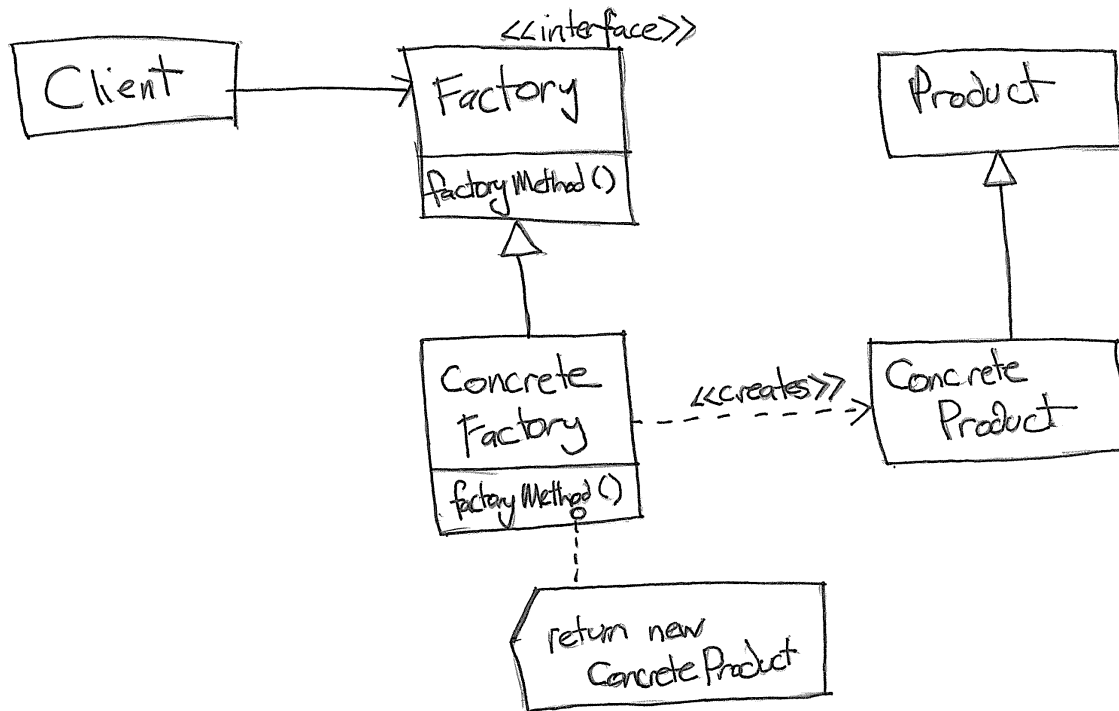 <<interface>>
Client
Factory
factoryMethod()
Product
Concrete
Factory
factoryMethod()
<<creates>>
Concrete
Product
return new
ConcreteProduct